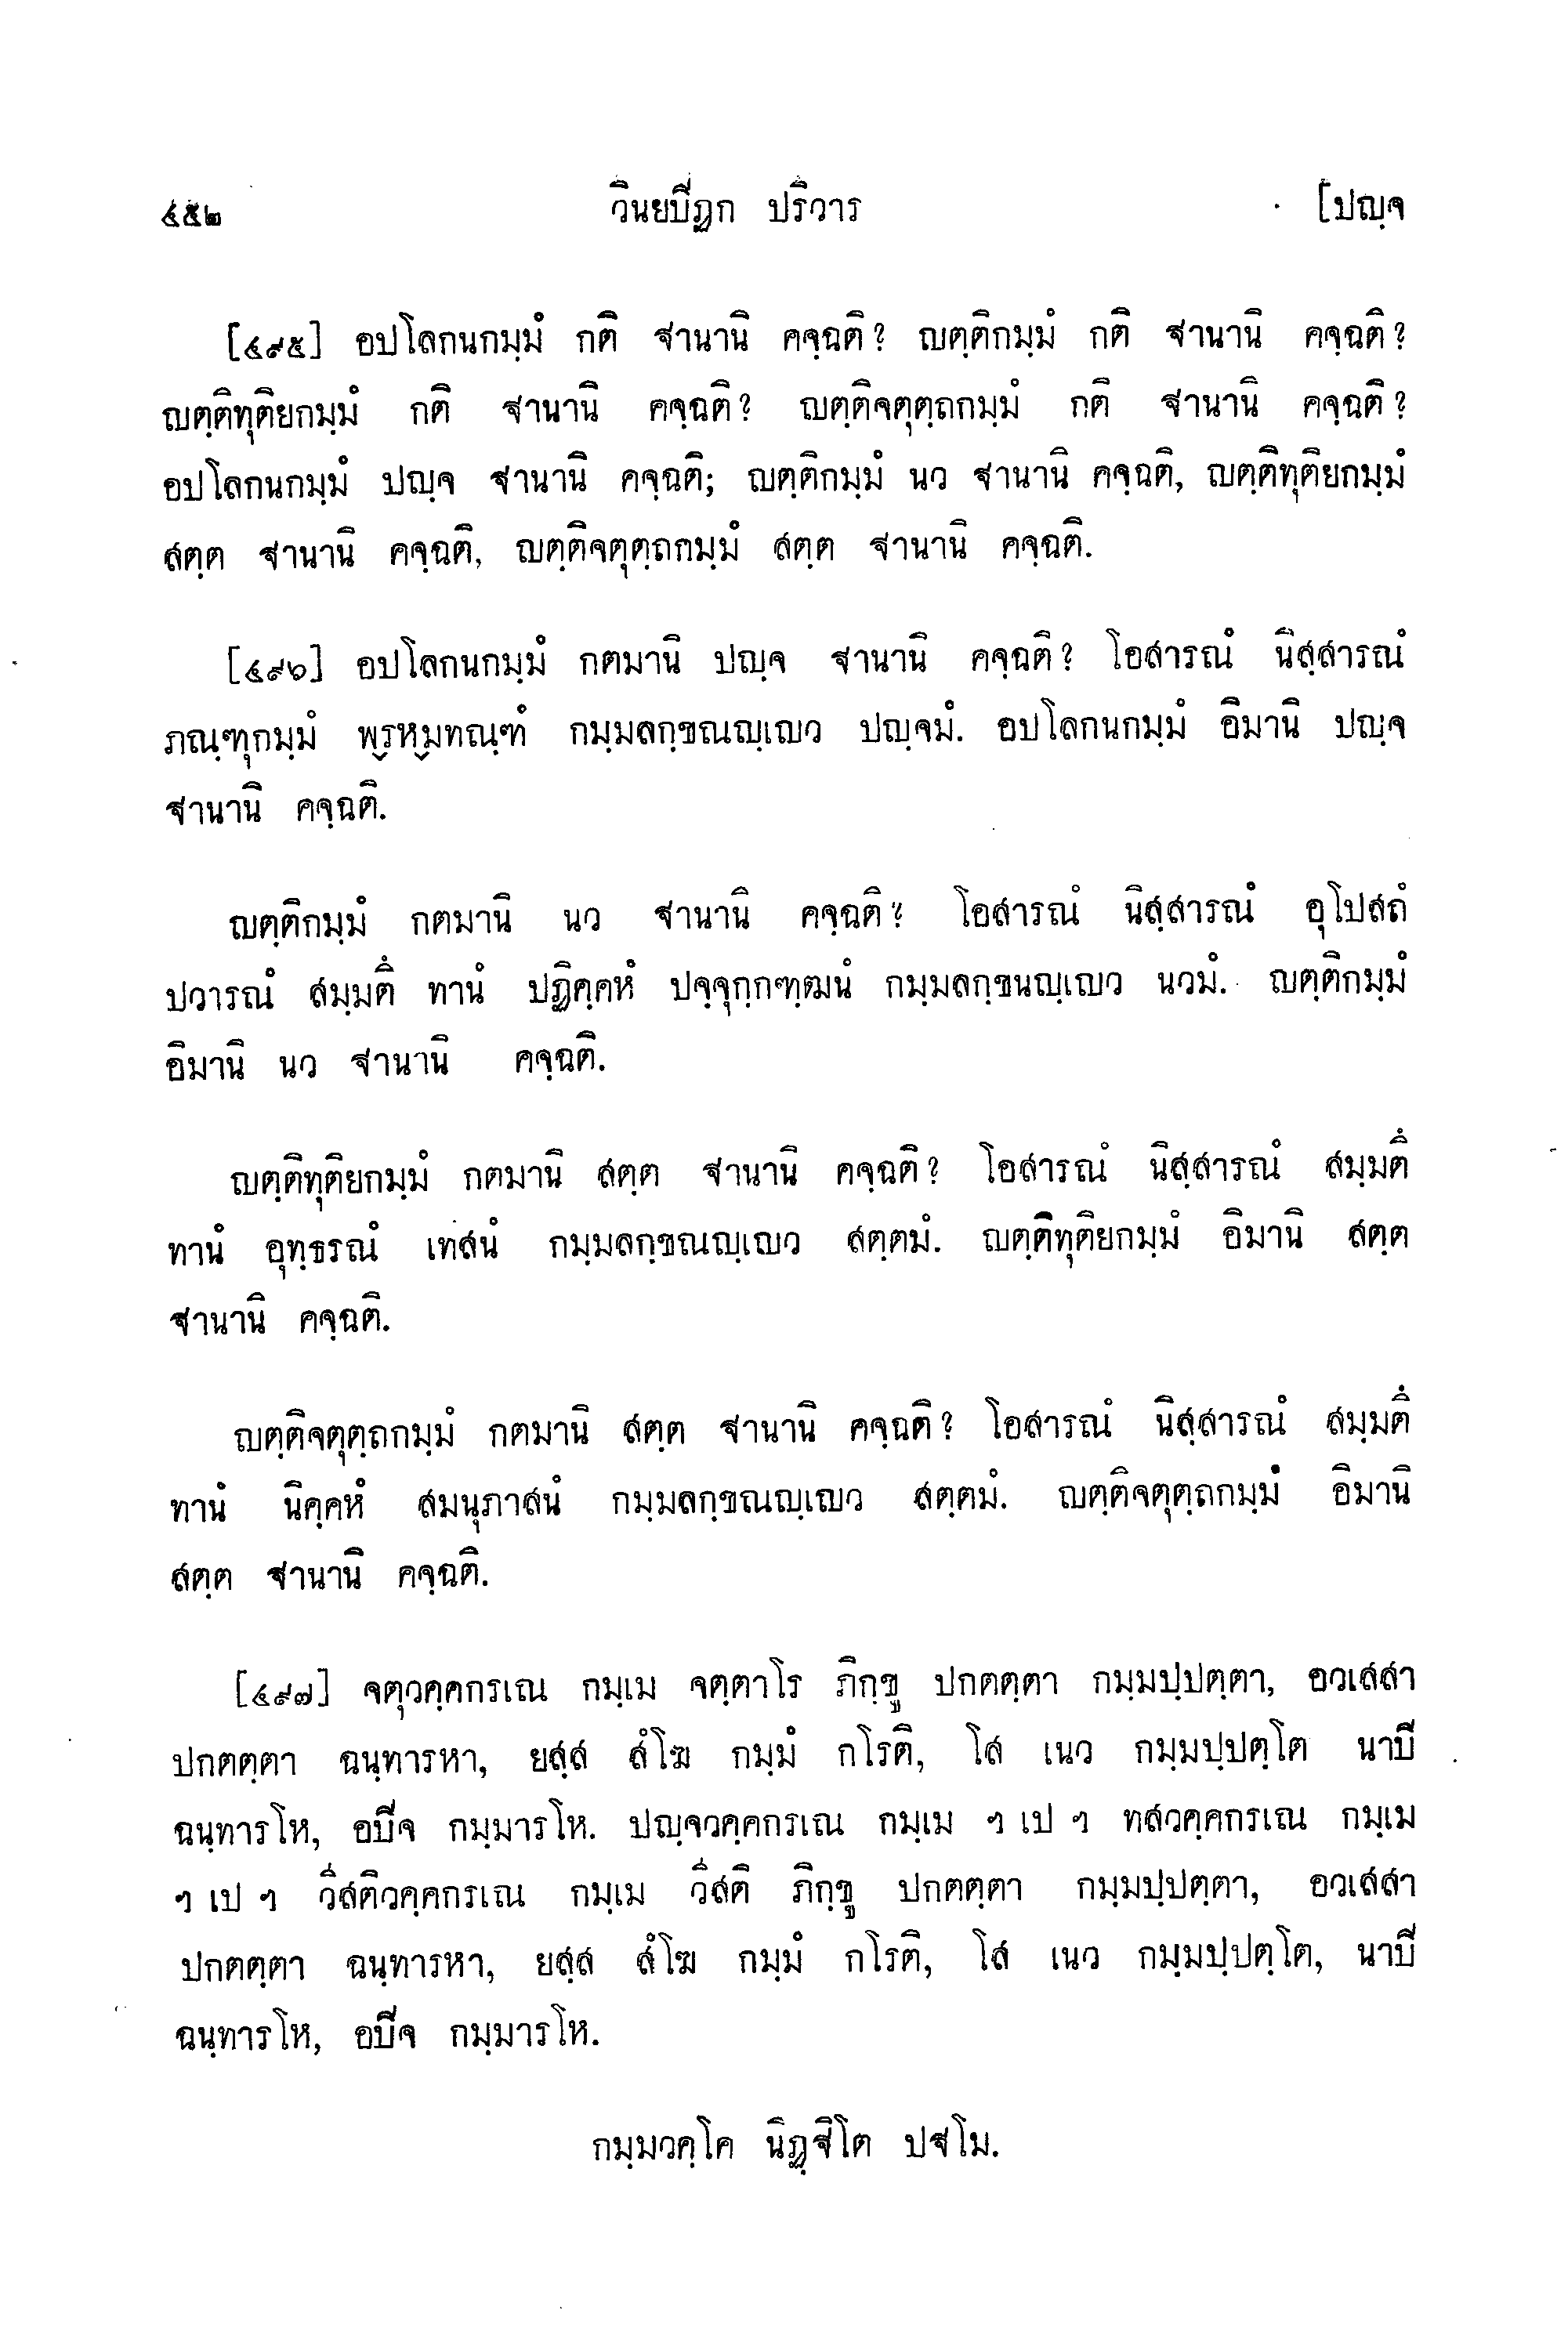 ๔๕๒ วินยปิฏก ปริวาร [ปญฺจ
[๔๙๕] อปโลกนกมฺมํ กติ ฐานานิ คจฺฉติ? ญตฺติกมฺมํ กติ ฐานานิ คจฺฉติ?
ญตฺติทุติยกมฺมํ กติ ฐานานิ คจฺฉติ? ญตฺติจตุตฺถกมฺมํ กติ ฐานานิ คจฺฉติ?
อปโลกนกมฺมํ ปญฺจ ฐานานิ คจฺฉติ; ญตฺติกมฺมํ นว ฐานานิ คจฺฉติ, ญตฺติทุติยกมฺมํ
สตฺต ฐานานิ คจฺฉติ, ญตฺติจตุตฺถกมฺมํ สตฺต ฐานานิ คจฺฉติ.
[๔๙๖] อปโลกนกมฺมํ กตมานิ ปญฺจ ฐานานิ คจฺฉติ? โอสารณํ นิสฺสารณํ
ภณฺฑุกมฺมํ พฺรหฺมทณฺฑํ กมฺมลกฺขณญฺเญว ปญฺจมํ. อปโลกนกมฺมํ อิมานิ ปญฺจ
ฐานานิ คจฺฉติ.
ญตฺติกมฺมํ กตมานิ นว ฐานานิ คจฺฉติ? โอสารณํ นิสฺสารณํ อุโปสถํ
ปวารณํ สมฺมตึ ทานํ ปฏิคฺคหํ ปจฺจุกฺกฑฺฒนํ กมฺมลกฺขนญฺเญว นวมํ. ญตฺติกมฺมํ
อิมานิ นว ฐานานิ คจฺฉติ.
ญตฺติทุติยกมฺมํ กตมานิ สตฺต ฐานานิ คจฺฉติ? โอสารณํ นิสฺสารณํ สมฺมตึ
ทานํ อุทฺธรณํ เทสนํ กมฺมลกฺขณญฺเญว สตฺตมํ. ญตฺติทุติยกมฺมํ อิมานิ สตฺต
ฐานานิ คจฺฉติ.
ญตฺติจตุตฺถกมฺมํ กตมานิ สตฺต ฐานานิ คจฺฉติ? โอสารณํ นิสฺสารณํ สมฺมตึ
ทานํ นิคฺคหํ สมนุภาสนํ กมฺมลกฺขณญฺเญว สตฺตมํ. ญตฺติจตุตฺถกมฺมํ อิมานิ
สตฺต ฐานานิ คจฺฉติ.
[๔๙๗] จตุวคฺคกรเณ กมฺเม จตฺตาโร ภิกฺขู ปกตตฺตา กมฺมปฺปตฺตา, อวเสสา
ปกตตฺตา ฉนฺทารหา, ยสฺส สํโฆ กมฺมํ กโรติ, โส เนว กมฺมปฺปตฺโต นาปิ
ฉนฺทารโห, อปิจ กมฺมารโห. ปญฺจวคฺคกรเณ กมฺเม ฯ เป ฯ ทสวคฺคกรเณ กมฺเม
ฯ เป ฯ วีสติวคฺคกรเณ กมฺเม วีสติ ภิกฺขู ปกตตฺตา กมฺมปฺปตฺตา, อวเสสา
ปกตตฺตา ฉนฺทารหา, ยสฺส สํโฆ กมฺมํ กโรติ, โส เนว กมฺมปฺปตฺโต, นาปิ
ฉนฺทารโห, อปิจ กมฺมารโห.
กมฺมวคฺโค นิฏฺฐิโต ปฐโม.